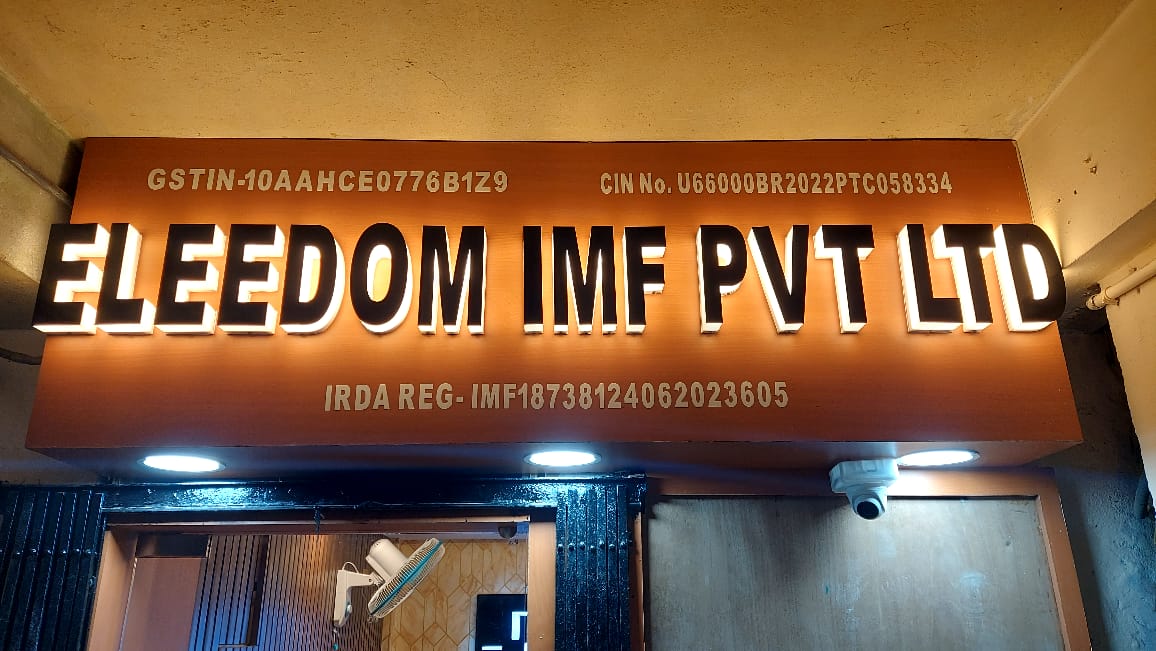 GSTIN-10AAHCE0776B1Z9
CIN No. U66000BR2022PTC058334
ELEEDOM IMF PVT LTD
IRDA REG- IMF18738124062023605